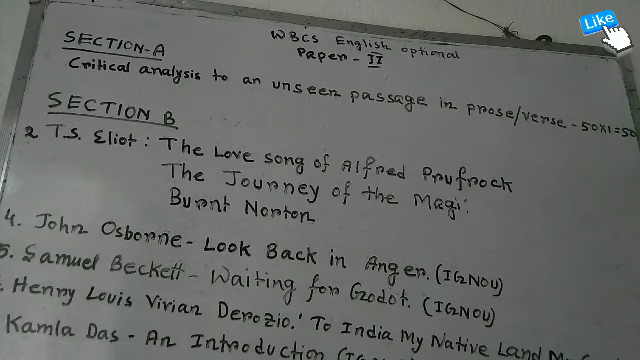 WBCS English optional
Paper - II
SECTION-A
Critical analysis to an unseen passage in prose/verse - 50x1=50
SECTION B
2 T.S. Eliot: The Love song of Alfred Prufrock
The Journey of the Magi.
Burnt Norton
4. John Osborne - Look Back in Anger. (IGNOU)
5. Samuel Beckett - Waiting for Godot. (IGNOU)
Henry Louis Vivian Derozio. 'To India My Native Land
Kamla Das - An Introduction
Like